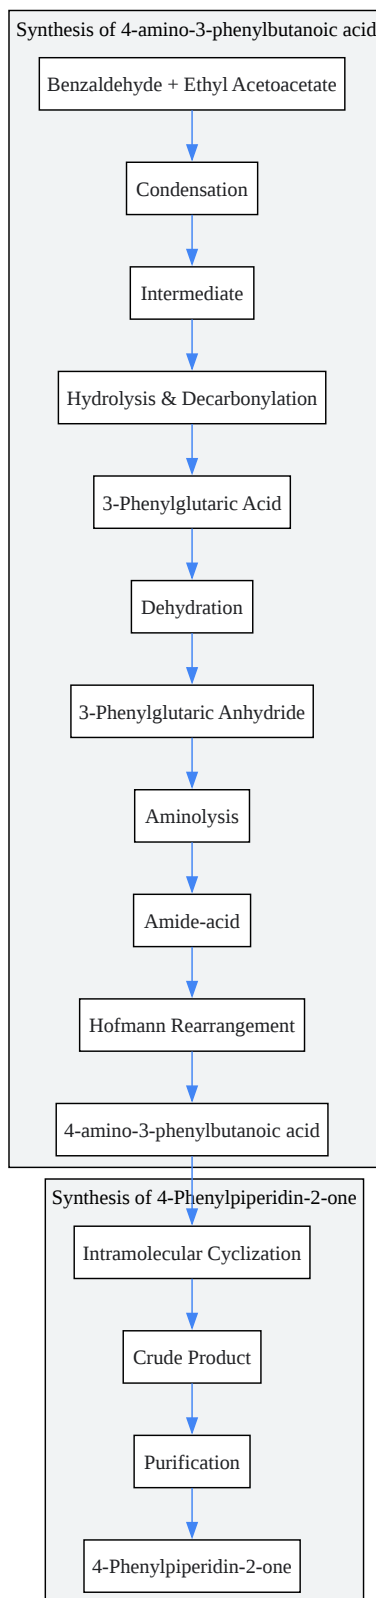 Synthesis of 4-amino-3-phenylbutanoic acid
Benzaldehyde + Ethyl Acetoacetate
Condensation
Intermediate
Hydrolysis & Decarbonylation
3-Phenylglutaric Acid
Dehydration
3-Phenylglutaric Anhydride
Aminolysis
Amide-acid
Hofmann Rearrangement
4-amino-3-phenylbutanoic acid
Synthesis of 4-Phenylpiperidin-2-one
Intramolecular Cyclization
Crude Product
Purification
4-Phenylpiperidin-2-one